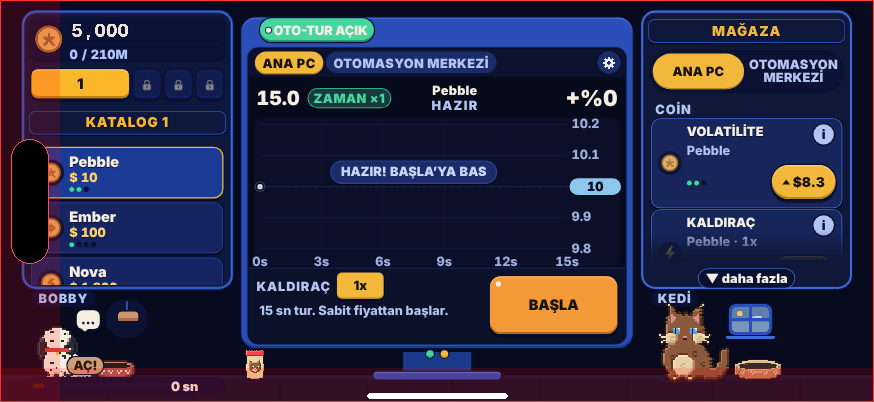 5,000
0 / 210M
1
KATALOG 1
Pebble
$ 10
Ember
$ 100
Nova
BOBBY
...
AÇ!
0 sn
OTO-TUR AÇIK
ANA PC
OTOMASYON MERKEZİ
15.0
ZAMAN ×1
Pebble
HAZIR
+%0
10.2
10.1
HAZIR! BAŞLA'YA BAS
10
9.9
9.8
0s 3s 6s 9s 12s 15s
KALDIRAÇ 1x
15 sn tur. Sabit fiyattan başlar.
BAŞLA
MAĞAZA
ANA PC
OTOMASYON
MERKEZİ
COİN
VOLATİLİTE
i
Pebble
$8.3
KALDIRAÇ
i
Pebble · 1x
▼ daha fazla
KEDİ